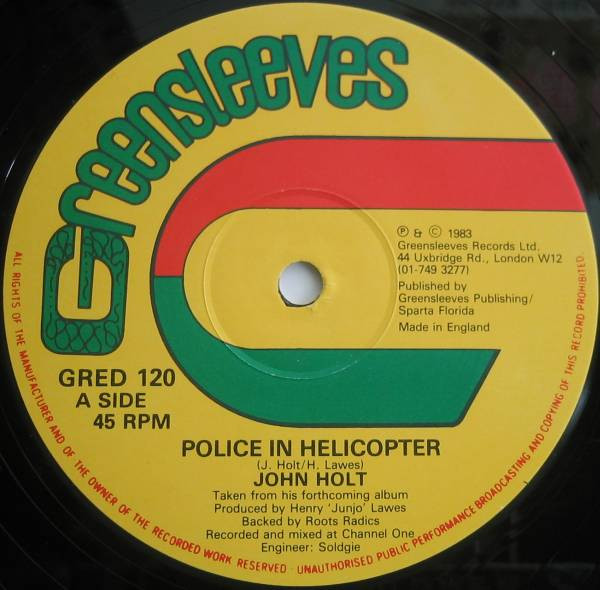 Greensleeves
℗ & © 1983
Greensleeves Records Ltd.
44 Uxbridge Rd., London W12
(01-749 3277)
Published by
Greensleeves Publishing/
Sparta Florida
Made in England
GRED 120
A SIDE
45 RPM
POLICE IN HELICOPTER
(J. Holt/H. Lawes)
JOHN HOLT
Taken from his forthcoming album
Produced by Henry 'Junjo' Lawes
Backed by Roots Radics
Recorded and mixed at Channel One
Engineer: Soldgie
ALL RIGHTS OF THE MANUFACTURER AND OF THE OWNER OF THE RECORDED WORK RESERVED - UNAUTHORISED PUBLIC PERFORMANCE BROADCASTING AND COPYING OF THIS RECORD PROHIBITED.